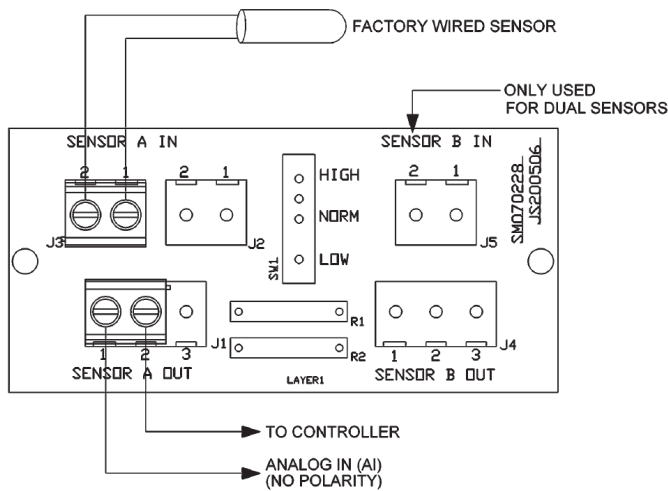 FACTORY WIRED SENSOR
ONLY USED
FOR DUAL SENSORS
SENSOR A IN
SENSOR B IN
2 1
2 1
2 1
HIGH
NORM
LOW
SW1
J3
J2
J5
SM070228
JS200506
J1
R1
R2
J4
1 2 3
1 2 3
SENSOR A OUT
LAYER1
SENSOR B OUT
TO CONTROLLER
ANALOG IN (AI)
(NO POLARITY)